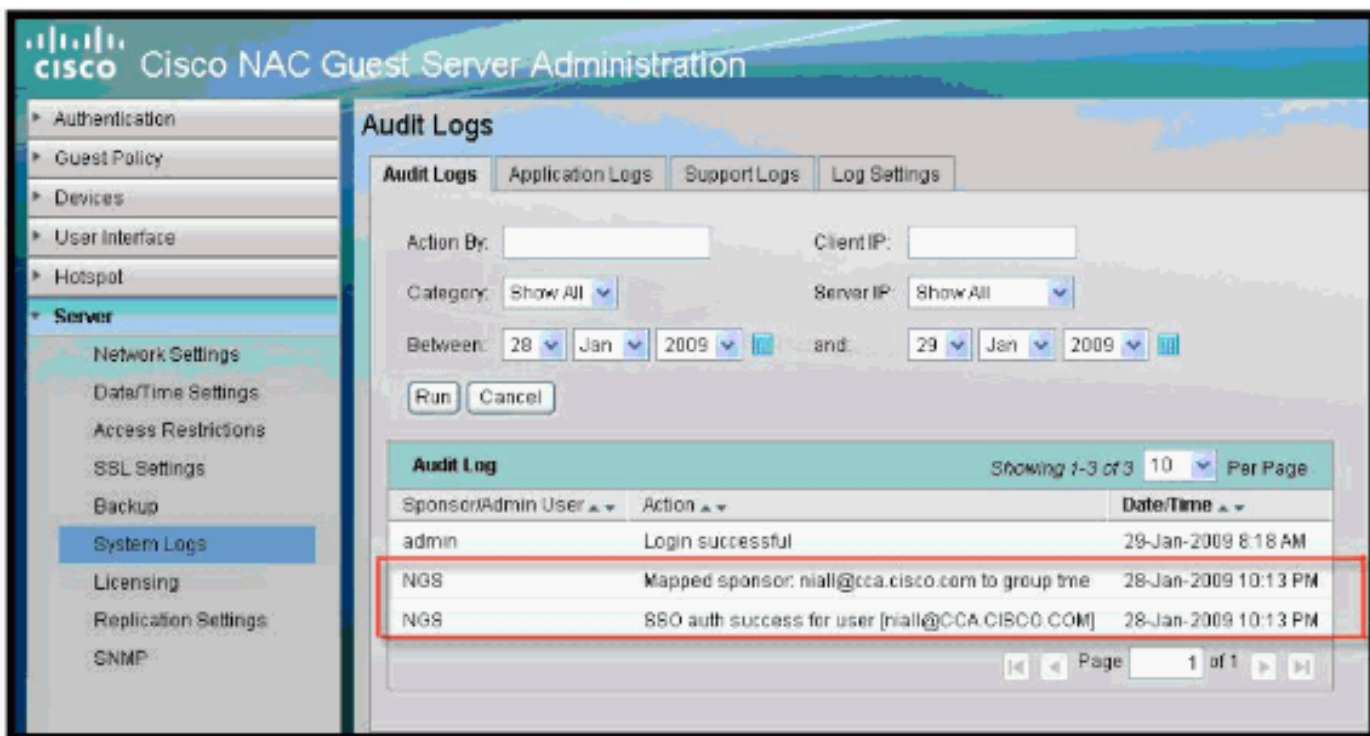 CISCO Cisco NAC Guest Server Administration
Authentication
Guest Policy
Devices
User Interface
Hotspot
Server
Network Settings
Date/Time Settings
Access Restrictions
SSL Settings
Backup
System Logs
Licensing
Replication Settings
SNMP
Audit Logs
Audit Logs Application Logs Support Logs Log Settings
Action By: Client IP:
Category: Show All Server IP: Show All
Between: 28 Jan 2009 and: 29 Jan 2009
Run Cancel
Audit Log Showing 1-3 of 3 10 Per Page
Sponsor/Admin User Action Date/Time
admin Login successful 29-Jan-2009 8:18 AM
NGS Mapped sponsor: niall@cca.cisco.com to group tme 28-Jan-2009 10:13 PM
NGS SSO auth success for user [niall@CCA.CISCO.COM] 28-Jan-2009 10:13 PM
Page 1 of 1